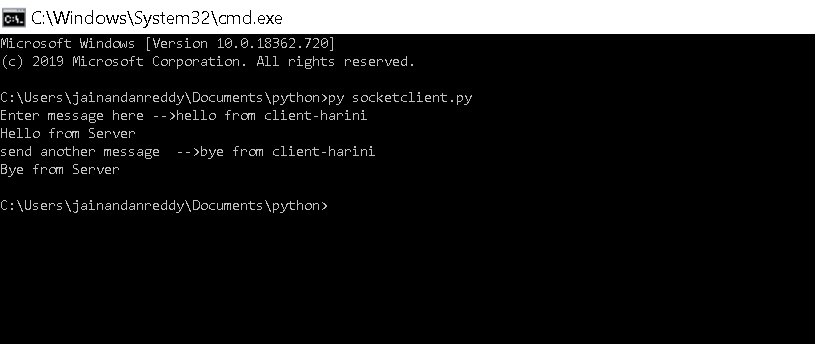 C:\Windows\System32\cmd.exe
Microsoft Windows [Version 10.0.18362.720]
(c) 2019 Microsoft Corporation. All rights reserved.
C:\Users\jainandanreddy\Documents\python>py socketclient.py
Enter message here -->hello from client-harini
Hello from Server
send another message  -->bye from client-harini
Bye from Server
C:\Users\jainandanreddy\Documents\python>